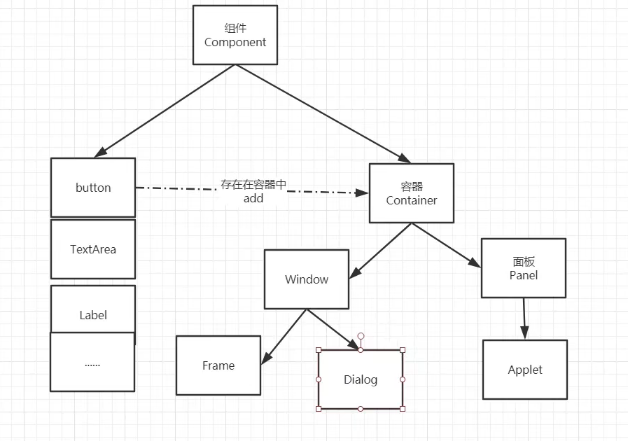 组件
Component
button
存在在容器中
add
容器
Container
TextArea
Window
面板
Panel
Label
......
Frame
Dialog
Applet